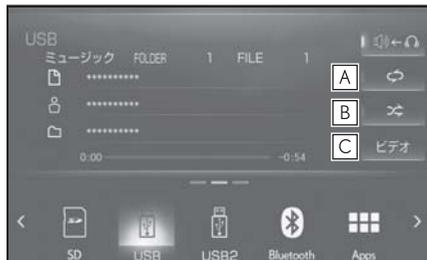 USB
ミュージック FOLDER 1 FILE 1
**********
**********
**********
0:00 -0:54
A
B
C ビデオ
SD USB USB2 Bluetooth Apps